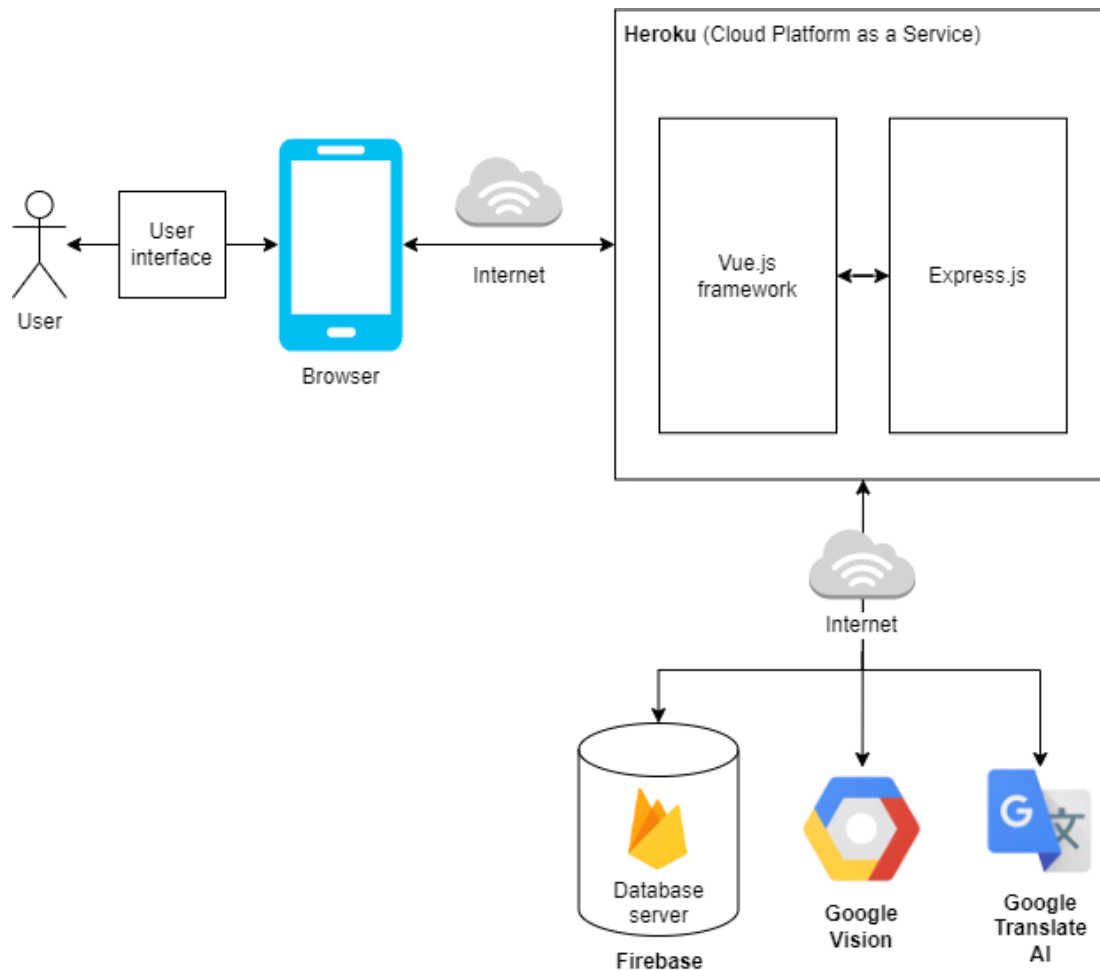 Heroku (Cloud Platform as a Service)
User
interface
User
Browser
Internet
Vue.js
framework
Express.js
Internet
Database
server
Firebase
G
文
Google
Vision
Google
Translate
AI